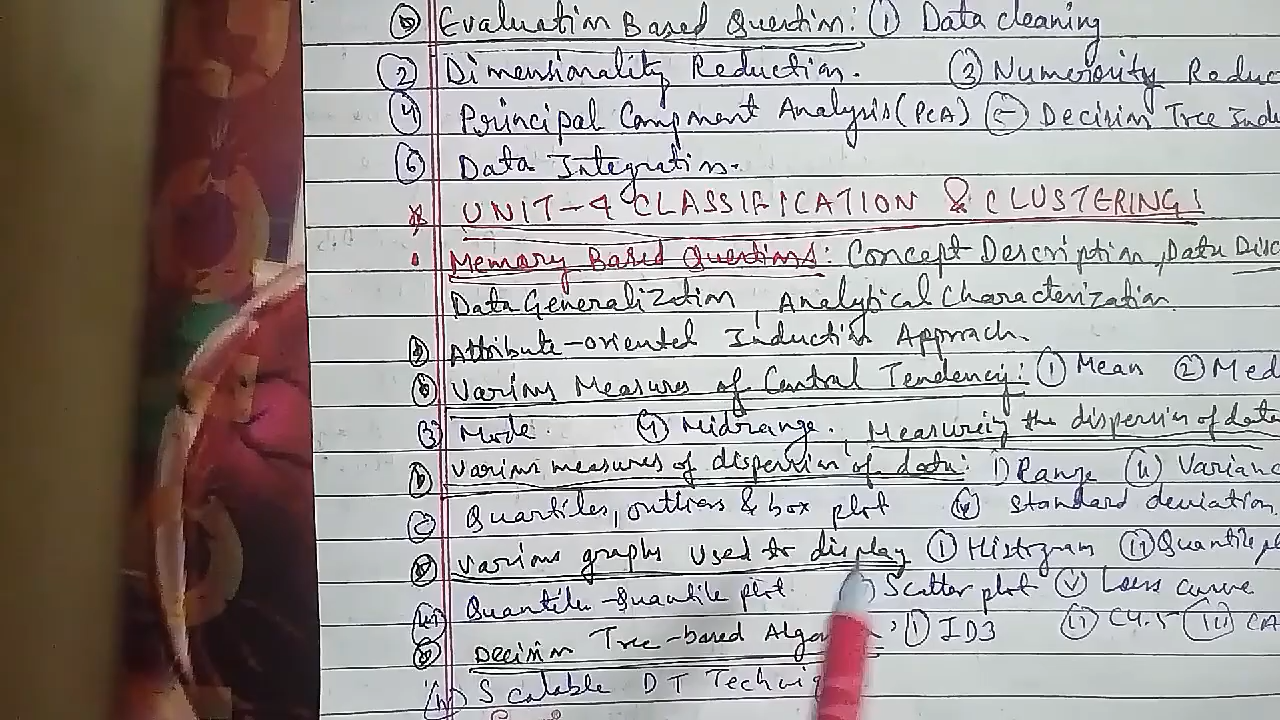 Evaluation Based Question: ① Data cleaning
② Dimensionality Reduction. ③ Numerosity Reduc
④ Principal Component Analysis (PCA) ⑤ Decision Tree Indu
⑥ Data Integration.
* UNIT-4 CLASSIFICATION & CLUSTERING:
• Memory Based Questions: Concept Description, Data Disc
Data Generalization, Analytical Characterization
Attribute-oriented Induction Approach.
Various Measures of Central Tendency: ① Mean ② Med
③ Mode. ④ Midrange. , Measuring the dispersion of data
Various measures of dispersion of data: i) Range (ii) Varianc
Quartiles, outliers & box plot (iv) Standard deviation.
Various graphs used to display (i) Histogram (ii) Quantile pl
(iii) Quantile-Quantile plot. Scatter plot (v) Loess curve
Decision Tree-based Algo (i) ID3 (ii) C4.5 (iii) CA
(iv) Scalable DT Techniq